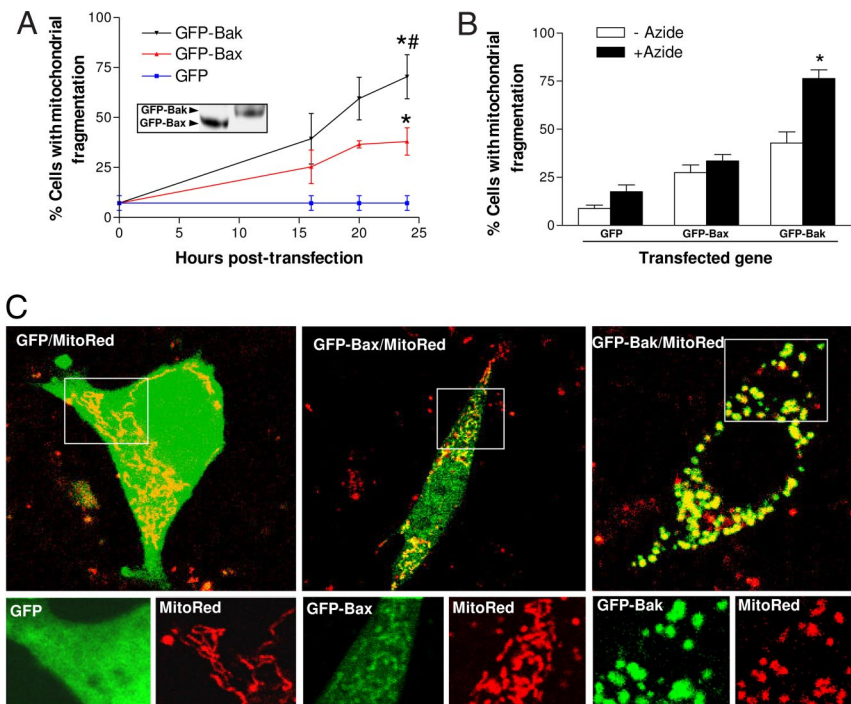 A
% Cells with mitochondrial
fragmentation
100
75
50
25
0
GFP-Bak
GFP-Bax
GFP
*#
*
GFP-Bak
GFP-Bax
0 5 10 15 20 25
Hours post-transfection
B
% Cells with mitochondrial
fragmentation
100
75
50
25
0
- Azide
+Azide
*
GFP GFP-Bax GFP-Bak
Transfected gene
C
GFP/MitoRed
GFP-Bax/MitoRed
GFP-Bak/MitoRed
GFP
MitoRed
GFP-Bax
MitoRed
GFP-Bak
MitoRed